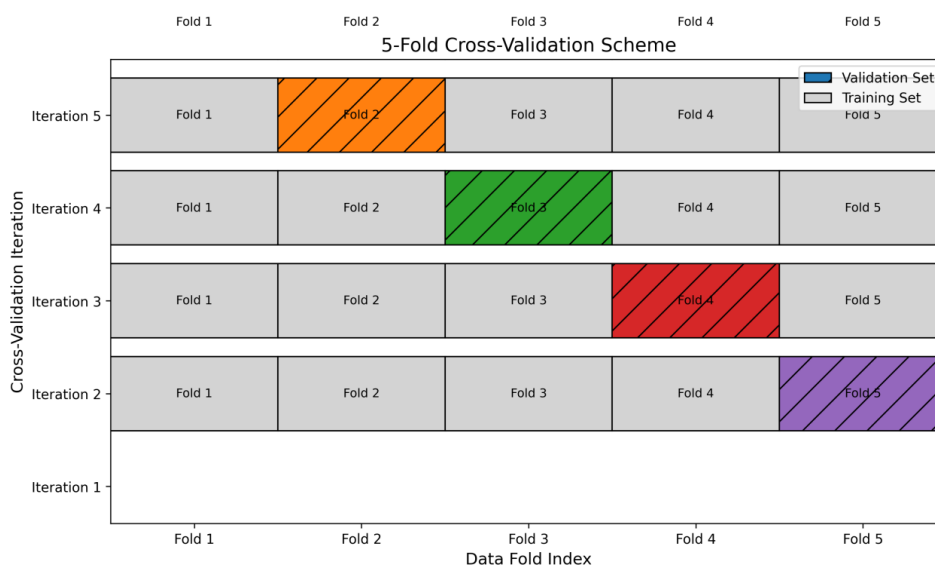 Fold 1 Fold 2 Fold 3 Fold 4 Fold 5
5-Fold Cross-Validation Scheme
Validation Set
Training Set
Cross-Validation Iteration
Iteration 5 Fold 1 Fold 2 Fold 3 Fold 4 Fold 5
Iteration 4 Fold 1 Fold 2 Fold 3 Fold 4 Fold 5
Iteration 3 Fold 1 Fold 2 Fold 3 Fold 4 Fold 5
Iteration 2 Fold 1 Fold 2 Fold 3 Fold 4 Fold 5
Iteration 1
Fold 1 Fold 2 Fold 3 Fold 4 Fold 5
Data Fold Index